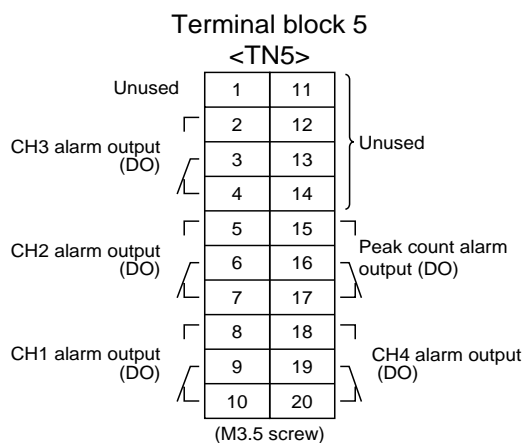 Terminal block 5
<TN5>
Unused 1 11
2 12
CH3 alarm output
(DO)
3 13
4 14
Unused
CH2 alarm output
(DO)
5 15
6 16
7 17
Peak count alarm
output (DO)
CH1 alarm output
(DO)
8 18
9 19
10 20
CH4 alarm output
(DO)
(M3.5 screw)